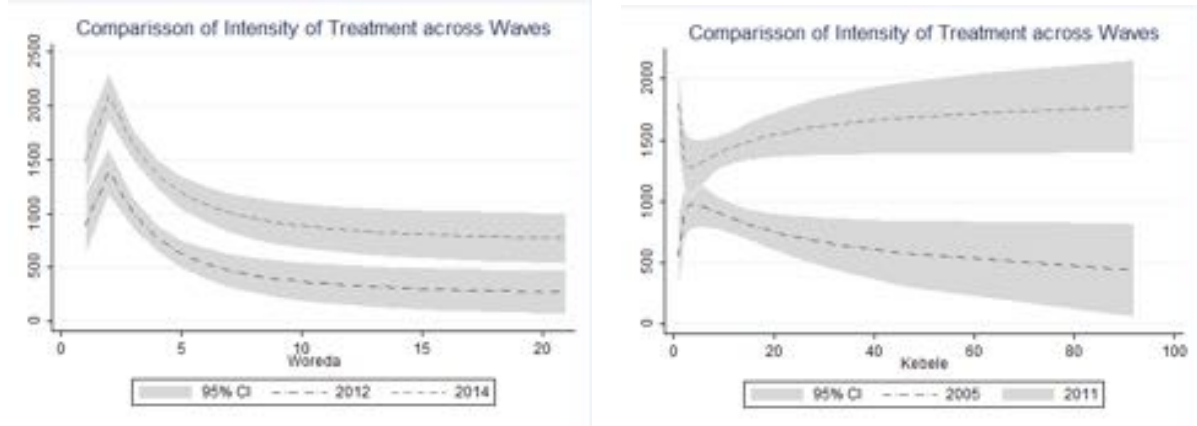 Comparisson of Intensity of Treatment across Waves
2500
2000
1500
1000
500
0
0 5 10 15 20
Woreda
95% CI 2012 2014
Comparisson of Intensity of Treatment across Waves
2000
1500
1000
500
0
0 20 40 60 80 100
Kebele
95% CI 2005 2011